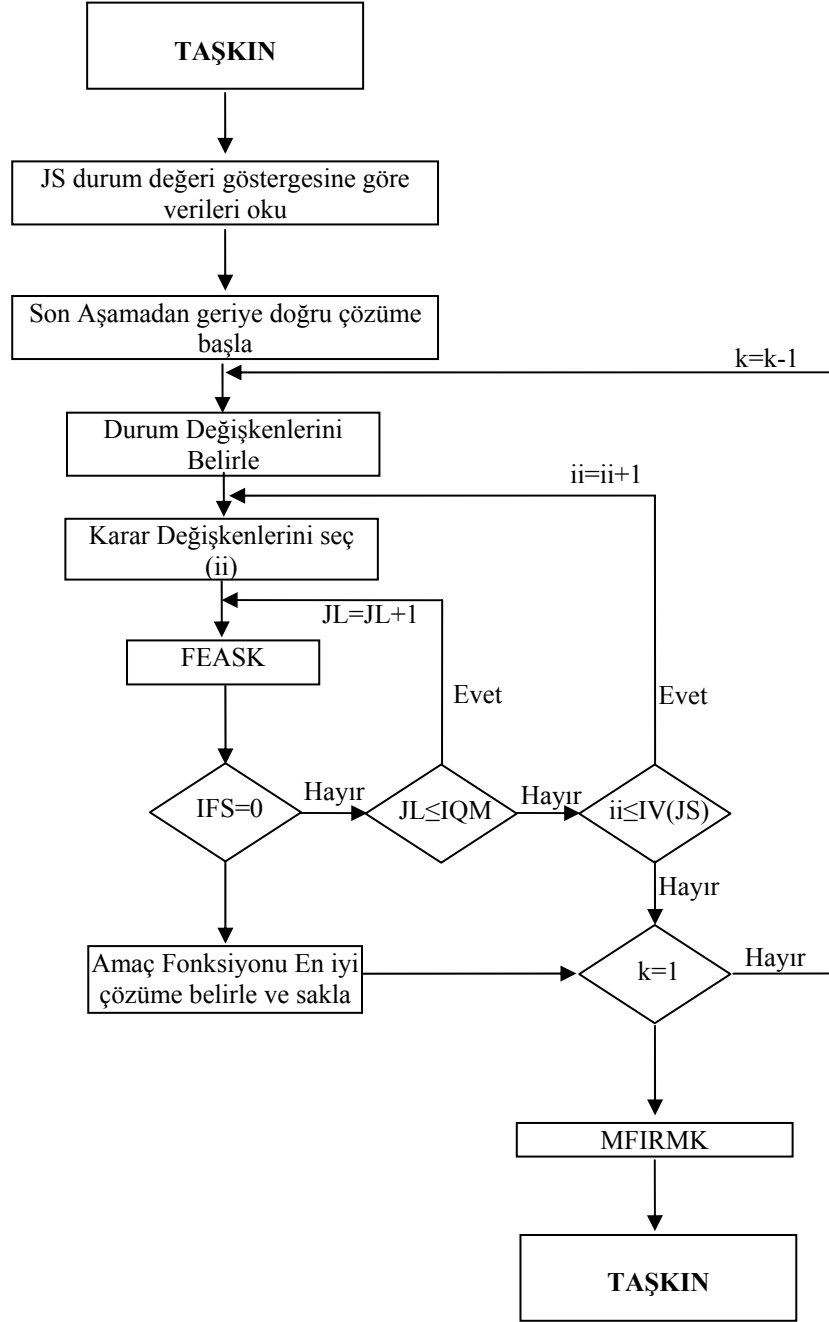 TAŞKIN
JS durum değeri göstergesine göre
verileri oku
Son Aşamadan geriye doğru çözüme
başla
k=k-1
Durum Değişkenlerini
Belirle
ii=ii+1
Karar Değişkenlerini seç
(ii)
JL=JL+1
FEASK
Evet
Evet
IFS=0
Hayır
JL≤IQM
Hayır
ii≤IV(JS)
Hayır
Amaç Fonksiyonu En iyi
çözüme belirle ve sakla
k=1
Hayır
MFIRMK
TAŞKIN